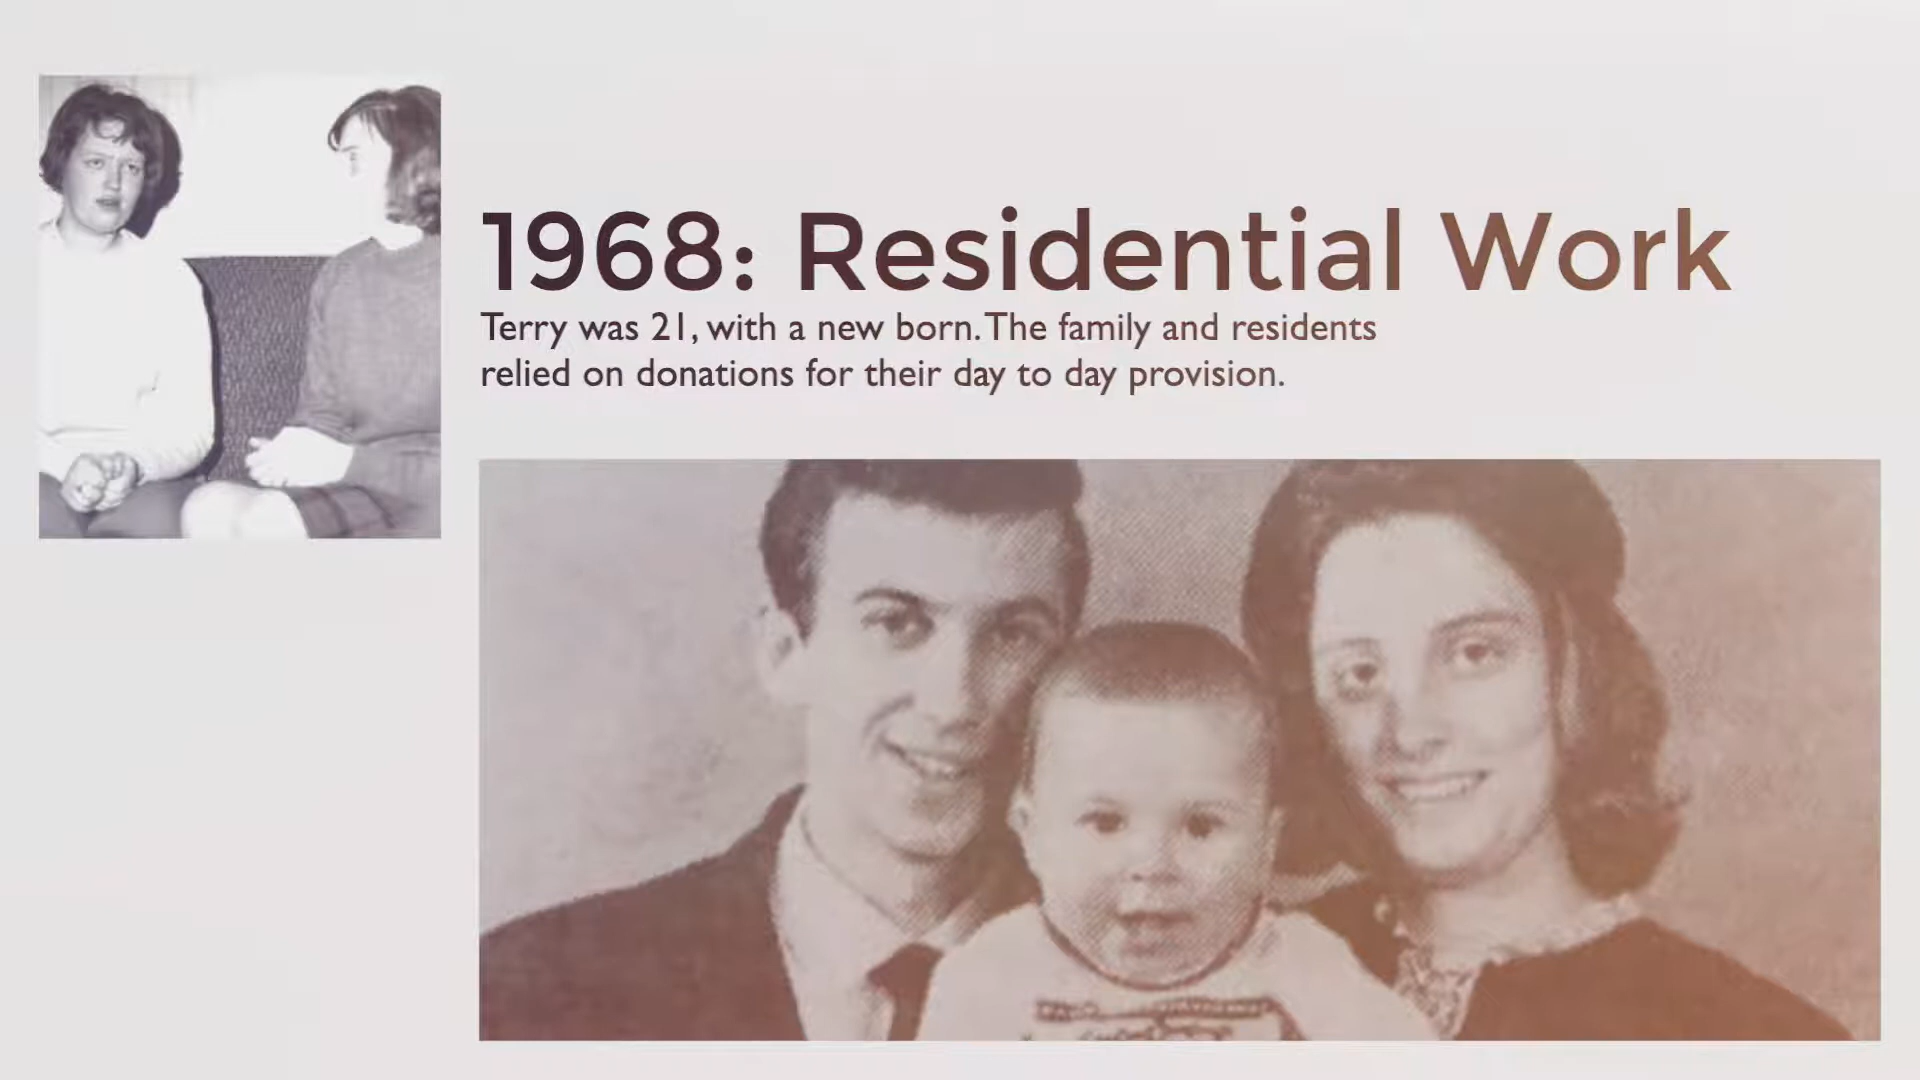 1968: Residential Work
Terry was 21, with a new born. The family and residents
relied on donations for their day to day provision.